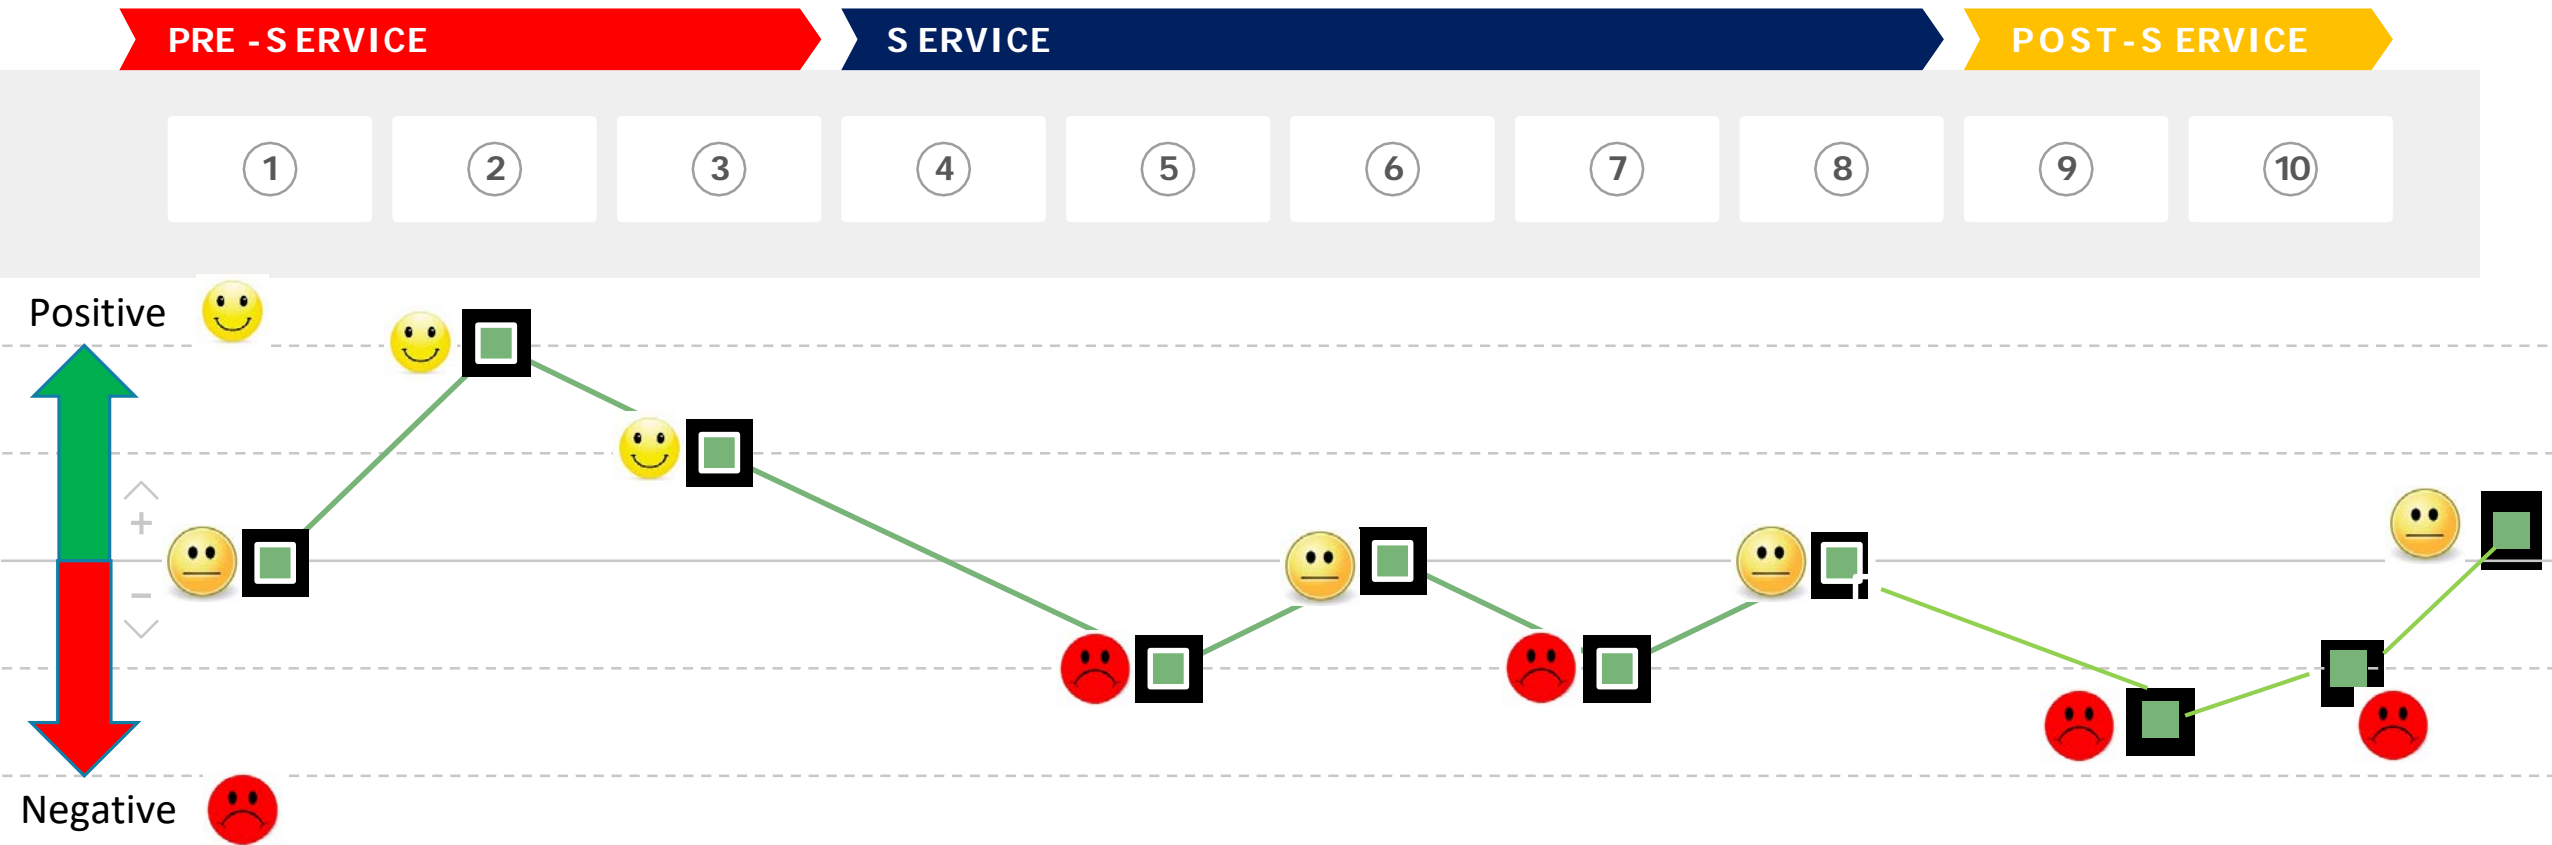 PRE -S ERVICE
S ERVICE
POST-S ERVICE
1 2 3 4 5 6 7 8 9 10
Positive
+
−
Negative